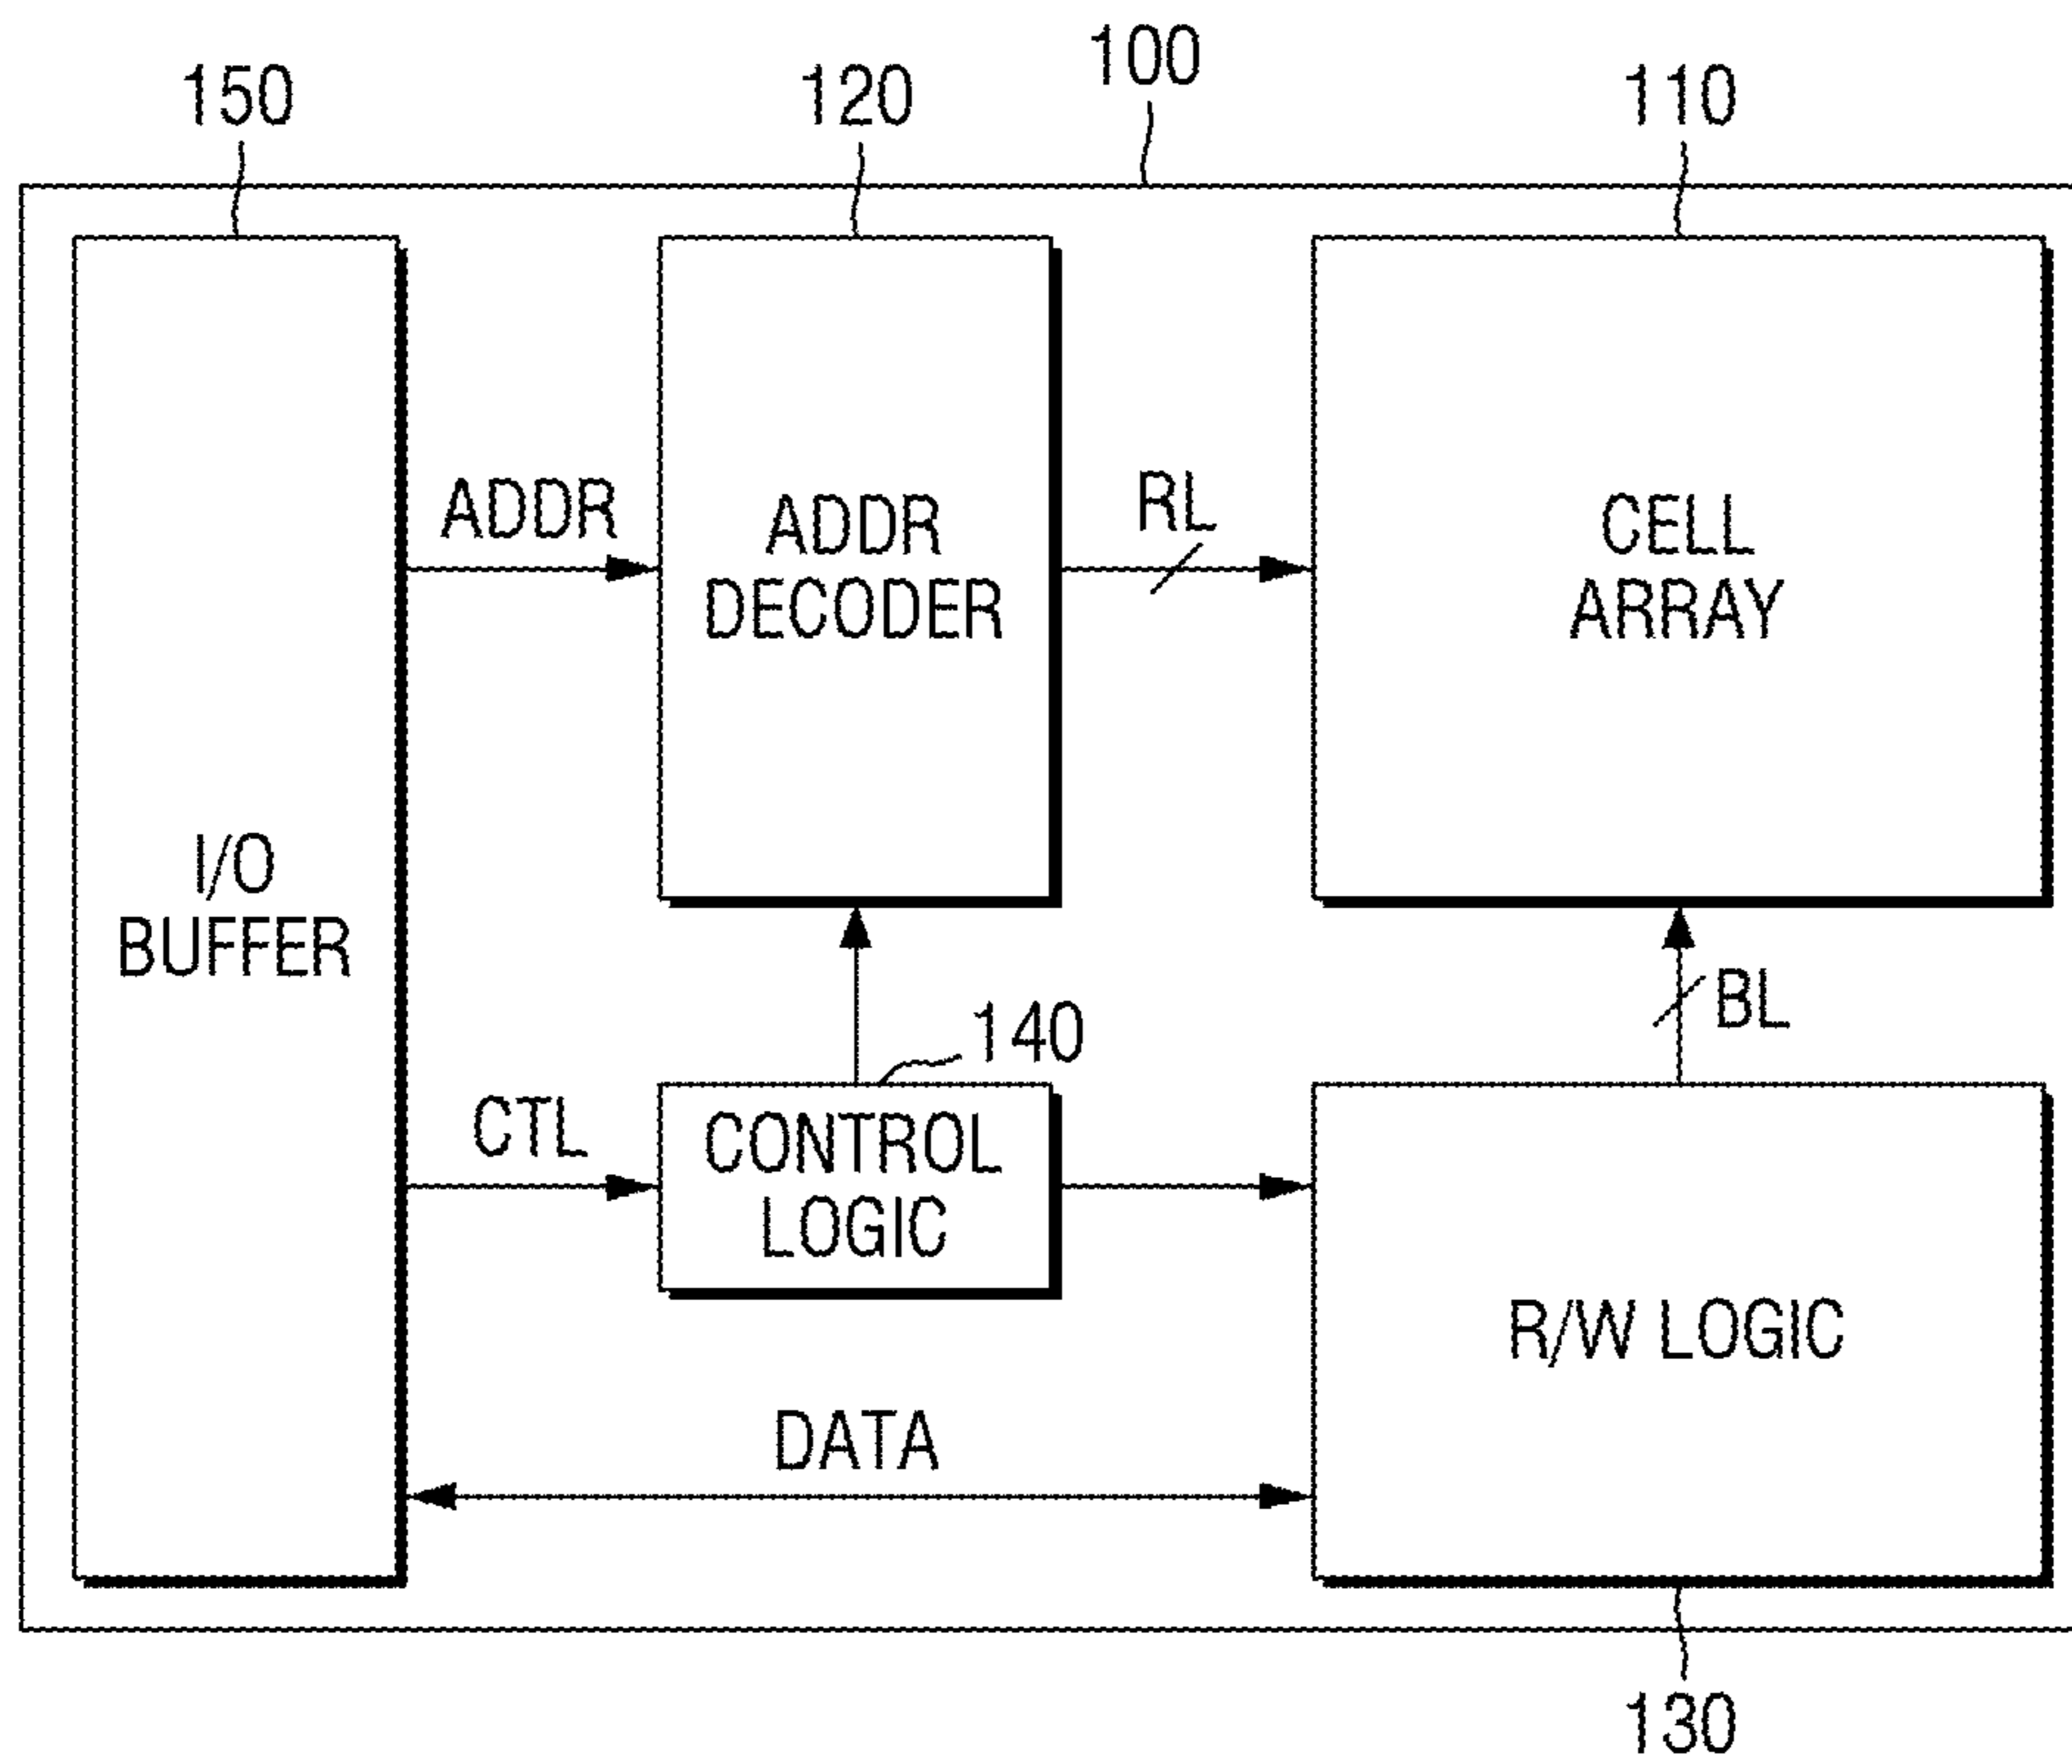 100
150
120
110
ADDR
RL
ADDR
DECODER
CELL
ARRAY
I/O
BUFFER
BL
140
CTL
CONTROL
LOGIC
R/W LOGIC
DATA
130